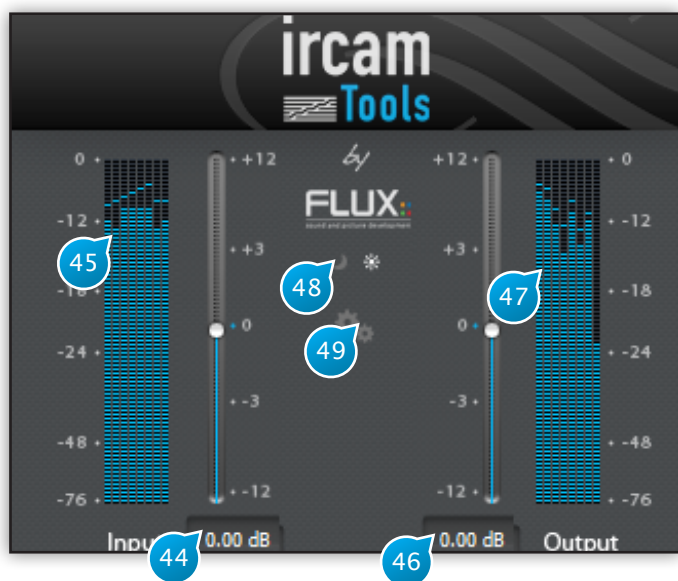 ircam
Tools
by
FLUX::
sound and picture development
0 +12 +12 0
-12 -12
45 +3 +3
48
-18 47 -18
0 0
49
-24 -24
-3 -3
-48 -48
-12 -12
-76 -76
0.00 dB 0.00 dB Output
44 46